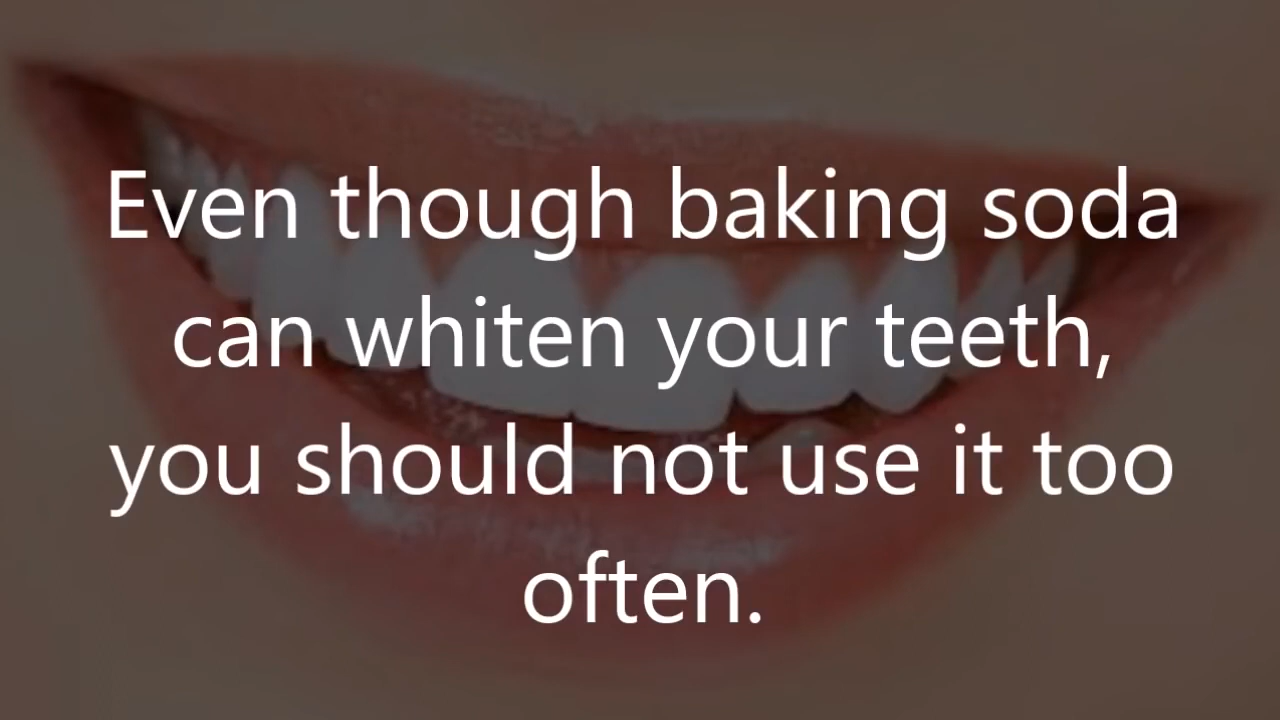 Even though baking soda
can whiten your teeth,
you should not use it too
often.